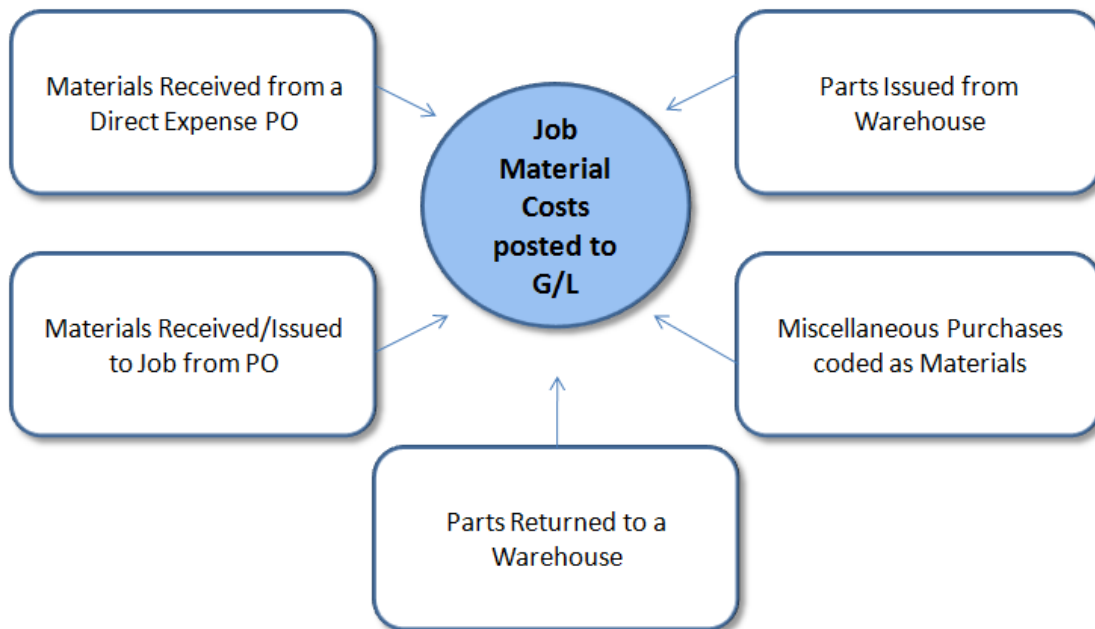 Materials Received from a
Direct Expense PO
Job
Material
Costs
posted to
G/L
Parts Issued from
Warehouse
Materials Received/Issued
to Job from PO
Miscellaneous Purchases
coded as Materials
Parts Returned to a
Warehouse